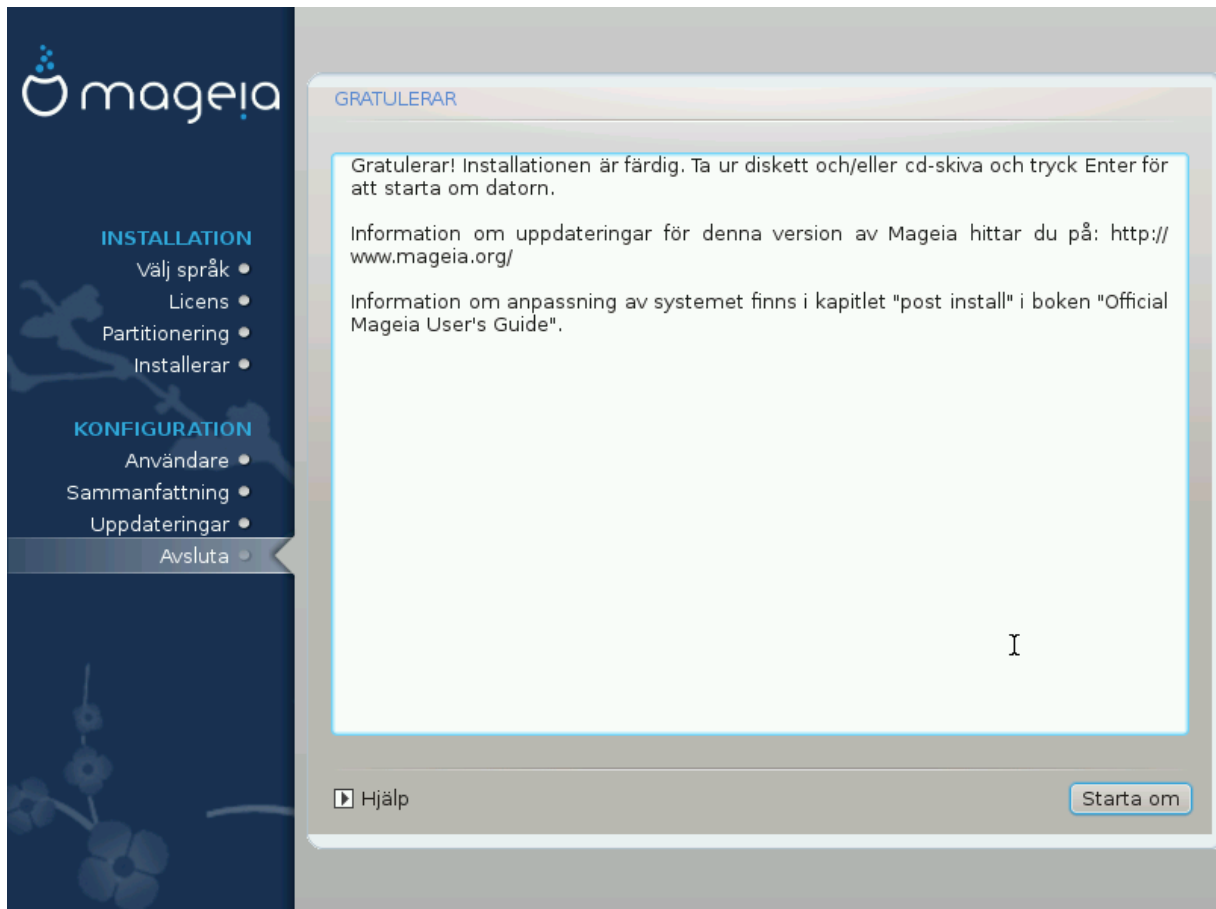 mageia
INSTALLATION
Välj språk
Licens
Partitionering
Installerar
KONFIGURATION
Användare
Sammanfattning
Uppdateringar
Avsluta
GRATULERAR
Gratulerar! Installationen är färdig. Ta ur diskett och/eller cd-skiva och tryck Enter för
att starta om datorn.
Information om uppdateringar för denna version av Mageia hittar du på: http://
www.mageia.org/
Information om anpassning av systemet finns i kapitlet "post install" i boken "Official
Mageia User's Guide".
Hjälp
Starta om